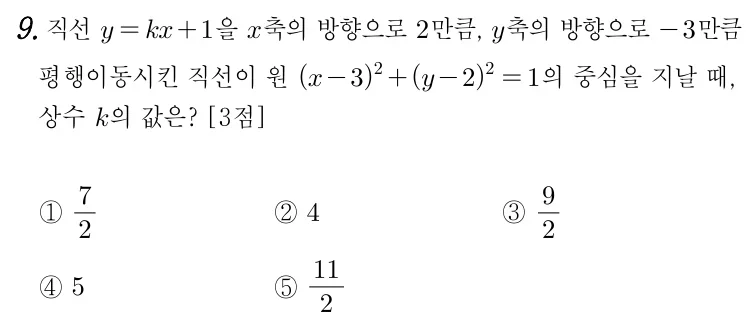 9. 직선 y=kx+1을 x축의 방향으로 2만큼, y축의 방향으로 −3만큼
평행이동시킨 직선이 원 (x−3)²+(y−2)²=1의 중심을 지날 때,
상수 k의 값은? [3점]
① 7/2 ② 4 ③ 9/2
④ 5 ⑤ 11/2